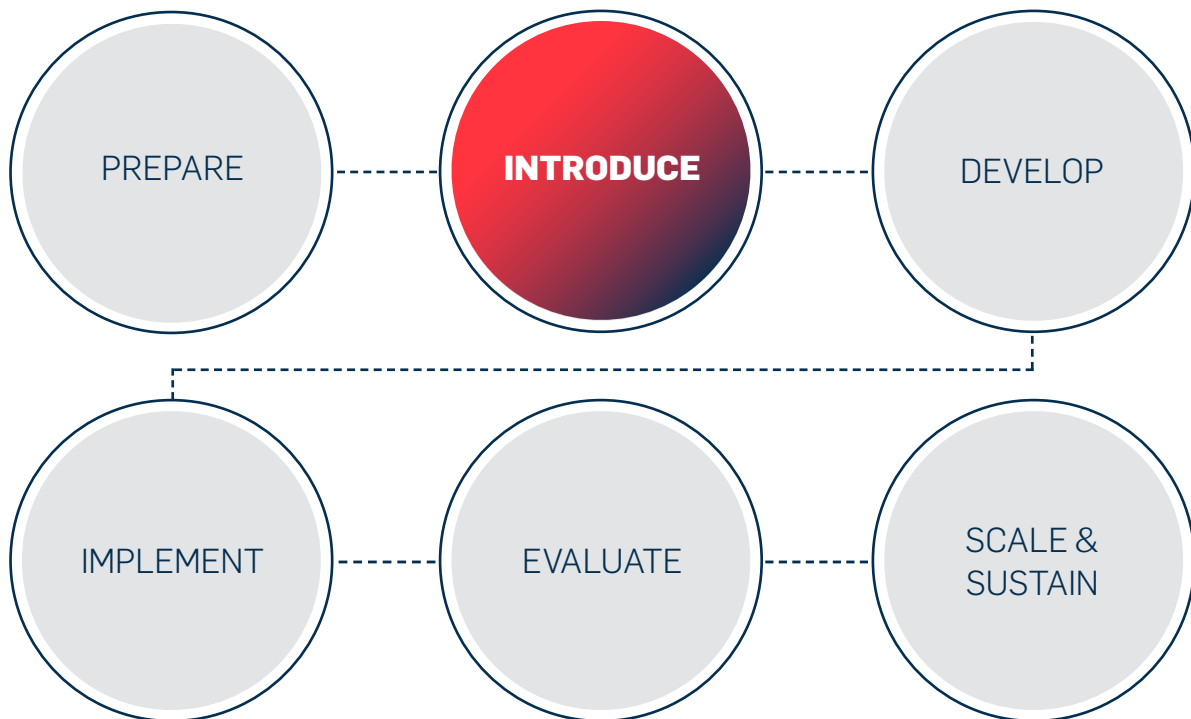 PREPARE
INTRODUCE
DEVELOP
IMPLEMENT
EVALUATE
SCALE &
SUSTAIN